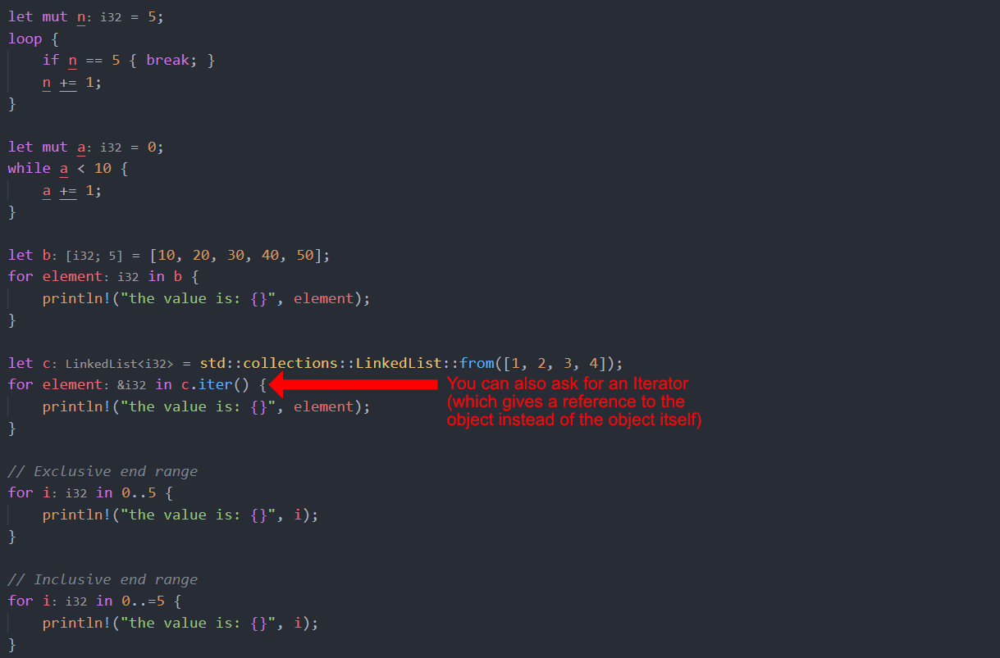 let mut n: i32 = 5;
loop {
    if n == 5 { break; }
    n += 1;
}

let mut a: i32 = 0;
while a < 10 {
    a += 1;
}

let b: [i32; 5] = [10, 20, 30, 40, 50];
for element: i32 in b {
    println!("the value is: {}", element);
}

let c: LinkedList<i32> = std::collections::LinkedList::from([1, 2, 3, 4]);
for element: &i32 in c.iter() {
You can also ask for an Iterator
(which gives a reference to the
object instead of the object itself)
    println!("the value is: {}", element);
}

// Exclusive end range
for i: i32 in 0..5 {
    println!("the value is: {}", i);
}

// Inclusive end range
for i: i32 in 0..=5 {
    println!("the value is: {}", i);
}